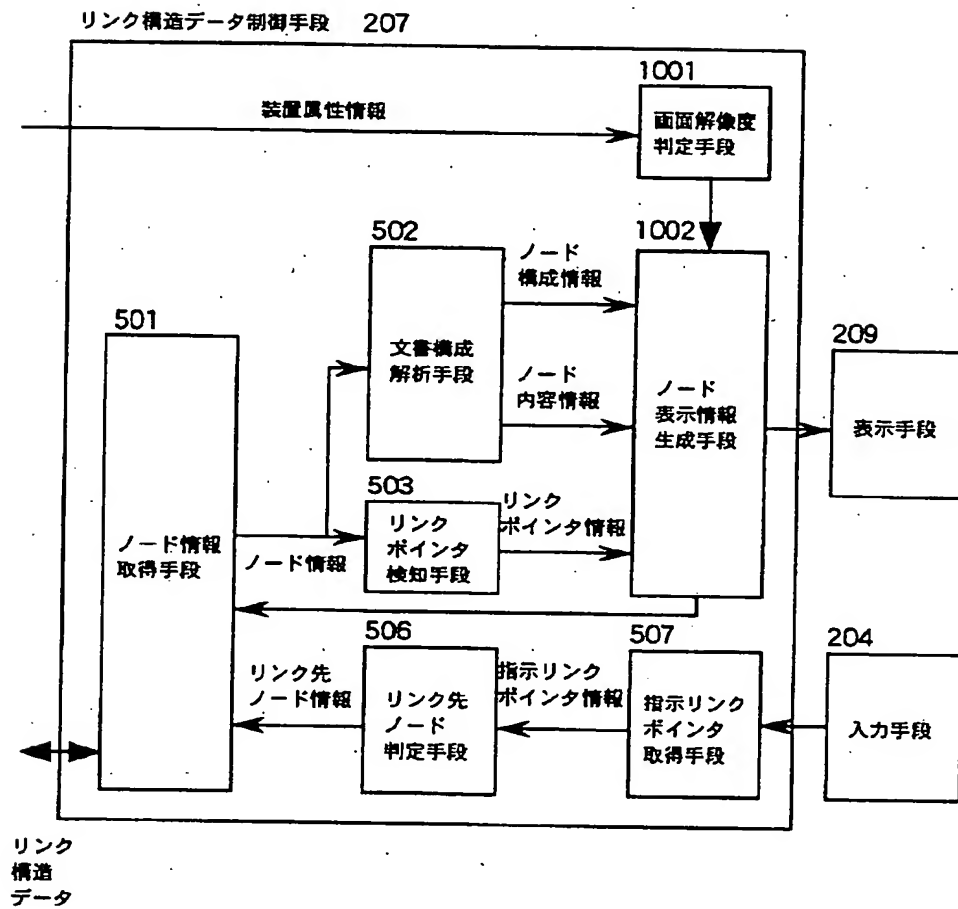 リンク構造データ制御手段 207
1001
装置属性情報
画面解像度
判定手段
502
1002
ノード
構成情報
501
文書構成
解析手段
209
ノード
内容情報
ノード
表示情報
生成手段
表示手段
503
リンク
ポインタ情報
リンク
ポインタ
検知手段
ノード情報
取得手段
ノード情報
506
507
204
リンク先
ノード情報
指示リンク
ポインタ情報
リンク先
ノード
判定手段
指示リンク
ポインタ
取得手段
入力手段
リンク
構造
データ